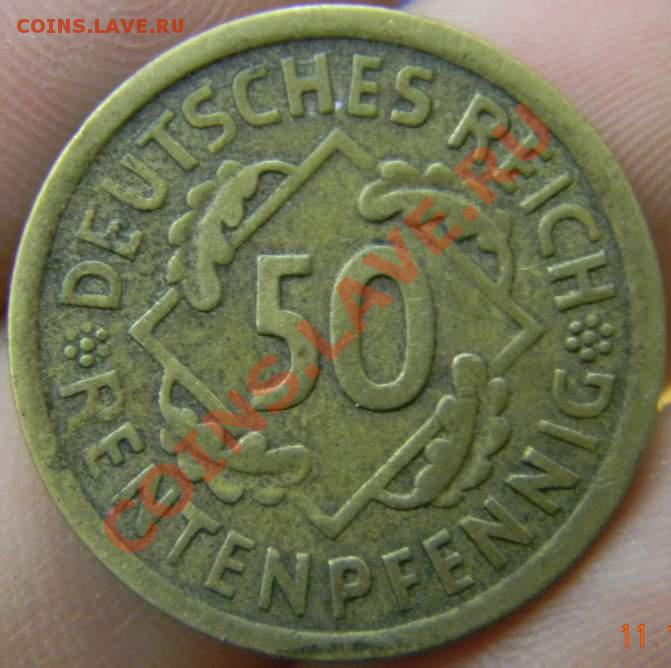 COINS.LAVE.RU
DEUTSCHES REICH
50
RENTENPFENNIG
COINS.LAVE.RU